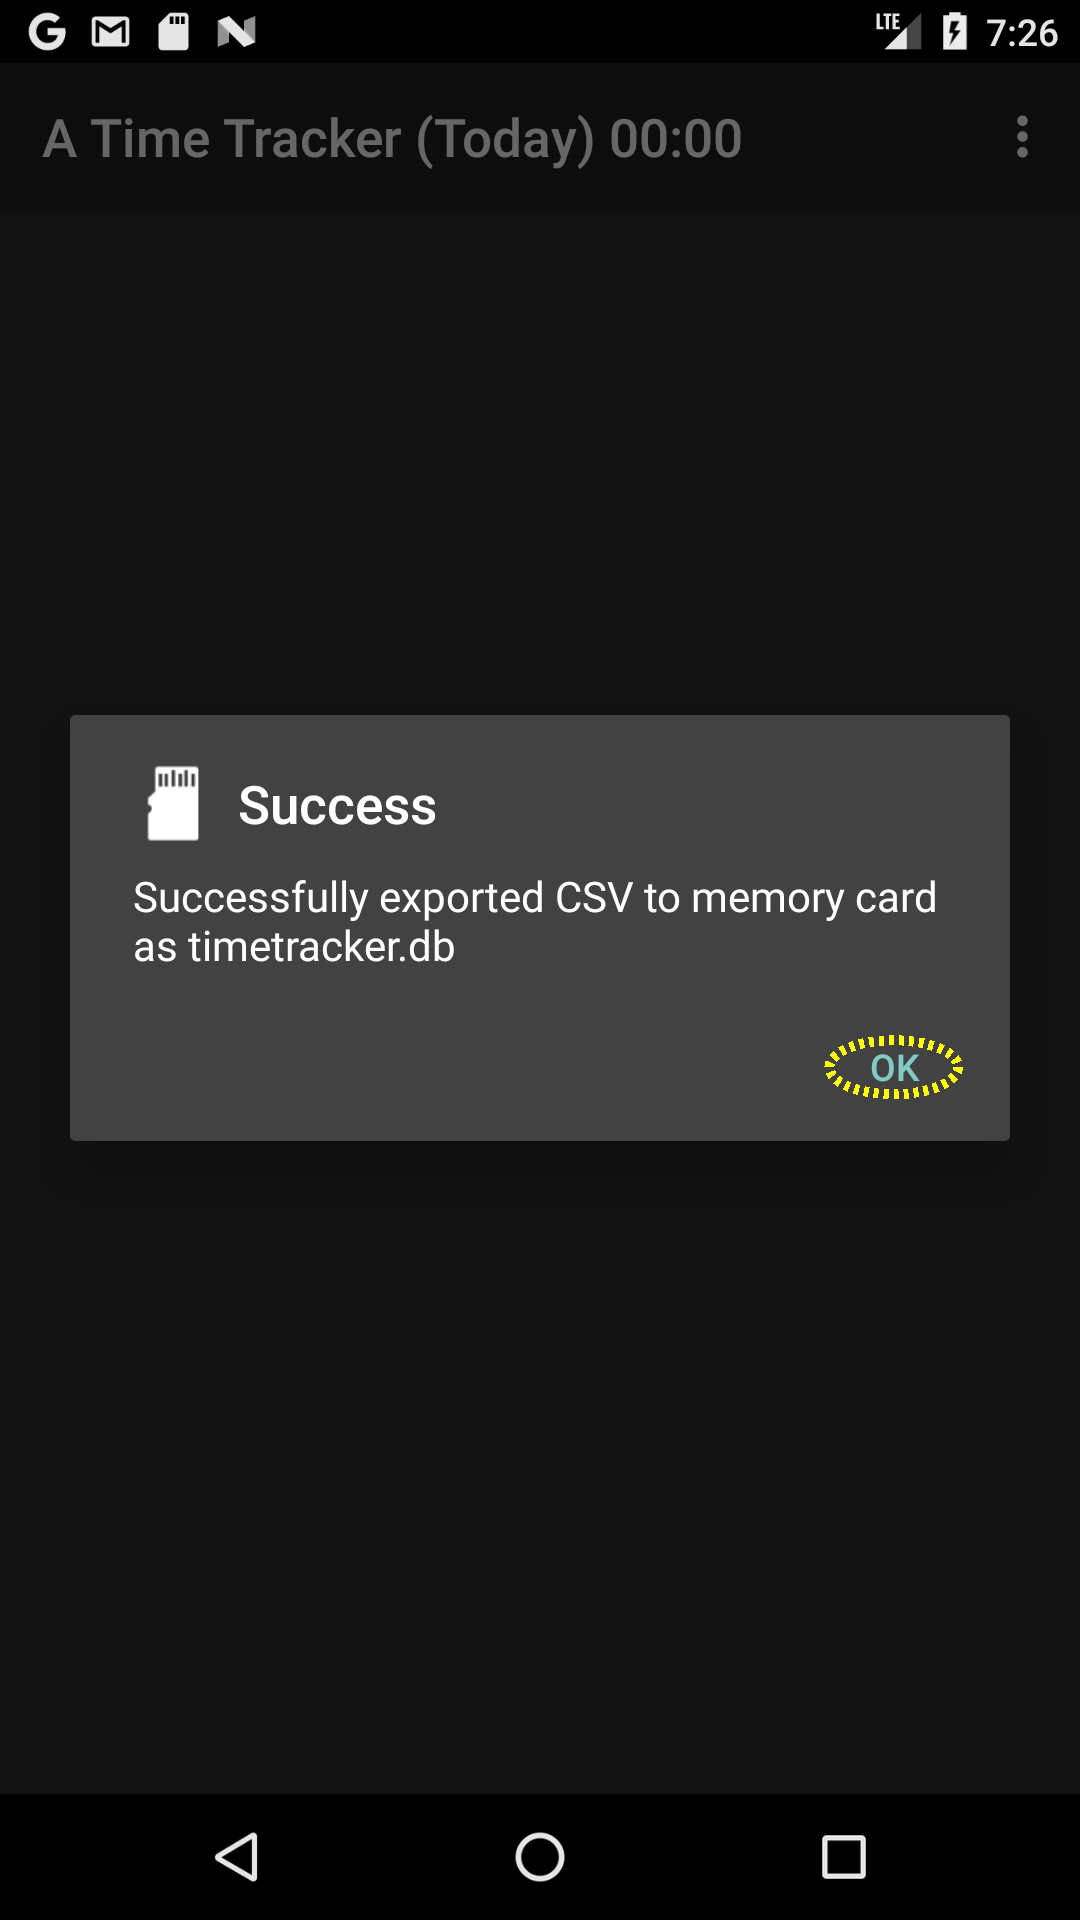 LTE 7:26
A Time Tracker (Today) 00:00
Success
Successfully exported CSV to memory card
as timetracker.db
OK